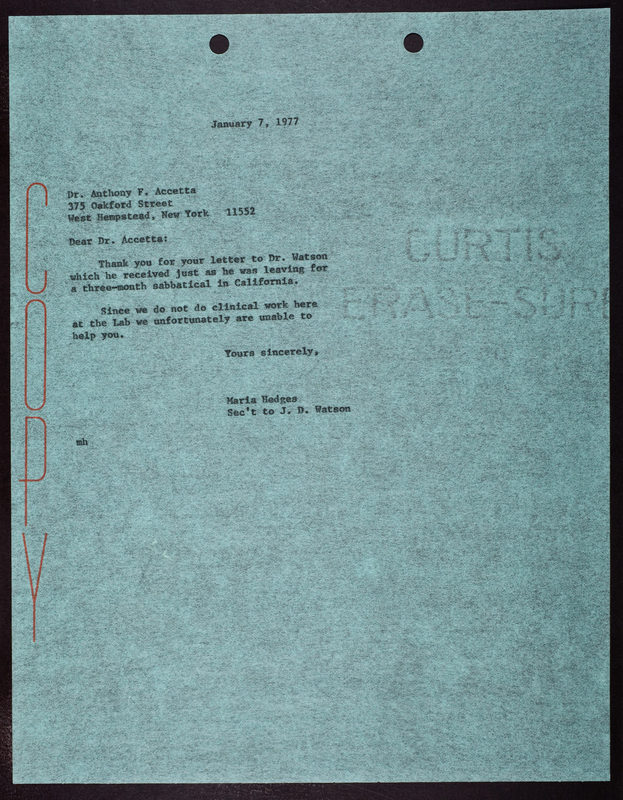 January 7, 1977
Dr. Anthony F. Accetta
375 Oakford Street
West Hempstead, New York 11552
Dear Dr. Accetta:
Thank you for your letter to Dr. Watson
which he received just as he was leaving for
a three-month sabbatical in California.
Since we do not do clinical work here
at the Lab we unfortunately are unable to
help you.
Yours sincerely,
Maria Hedges
Sec't to J. D. Watson
mh
COPY
CURTIS
ERASE-SURE